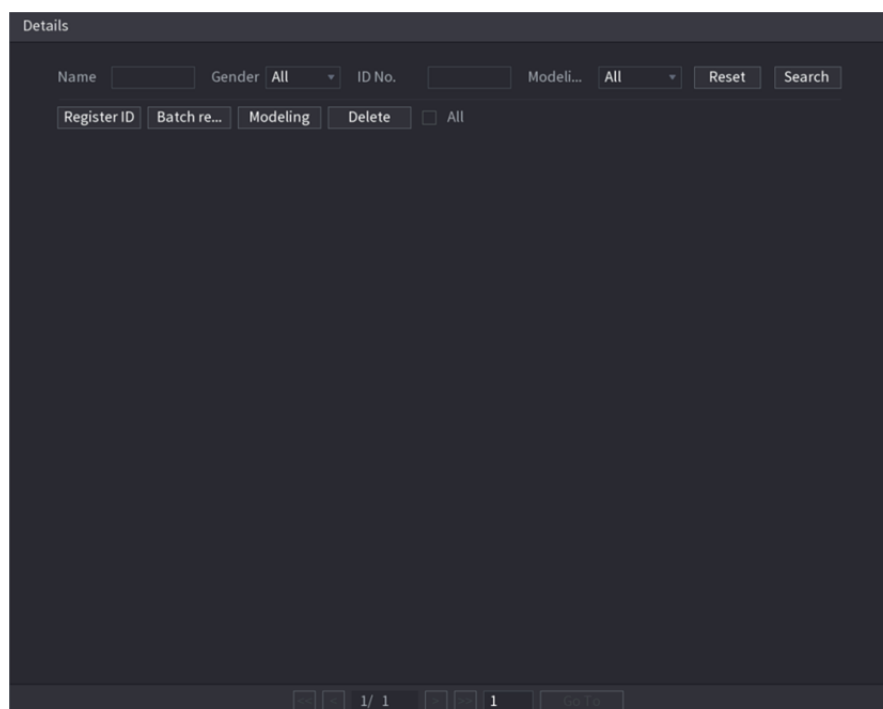 Details
Name Gender All ID No. Modeli... All Reset Search
Register ID Batch re... Modeling Delete All
<< < 1/ 1 > >> 1 Go To